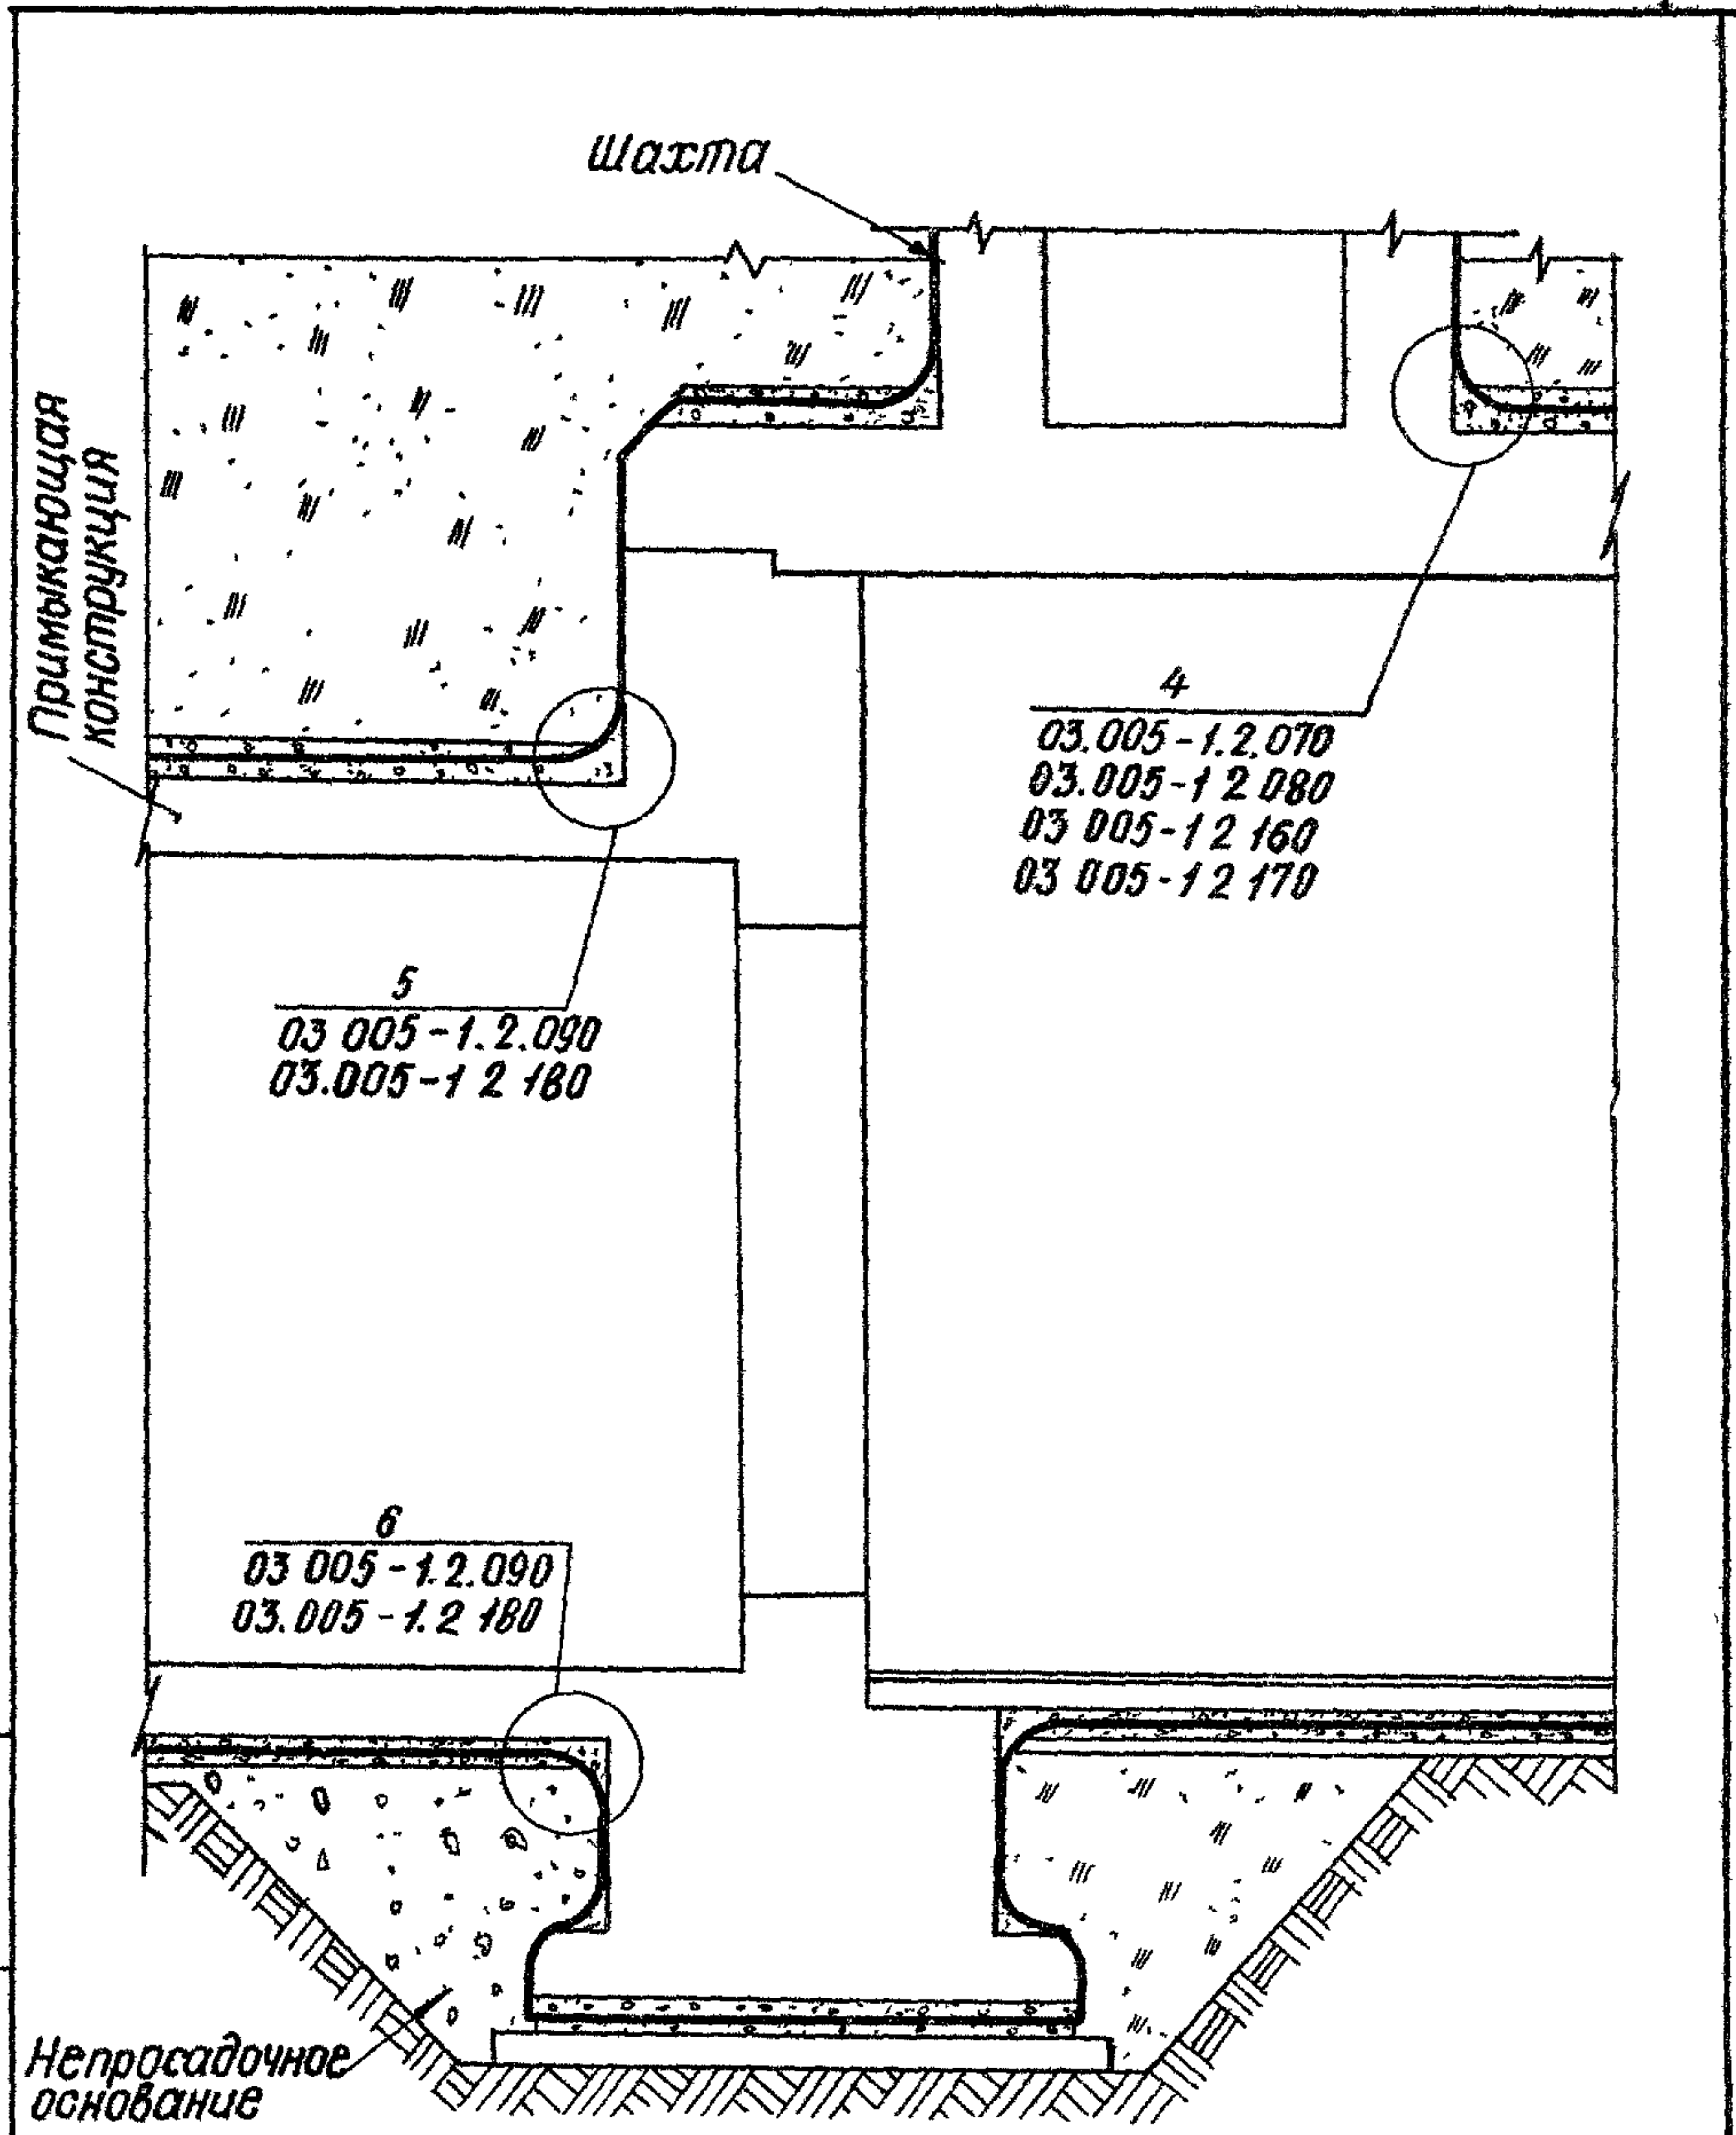 шахта
Примыкающая
конструкция
4
03.005-1.2.070
03.005-1 2 080
03 005-1 2 160
03 005-1 2 170
5
03 005-1.2.090
03.005-1 2 180
6
03 005-1.2.090
03.005-1.2 180
Непросадочное
основание